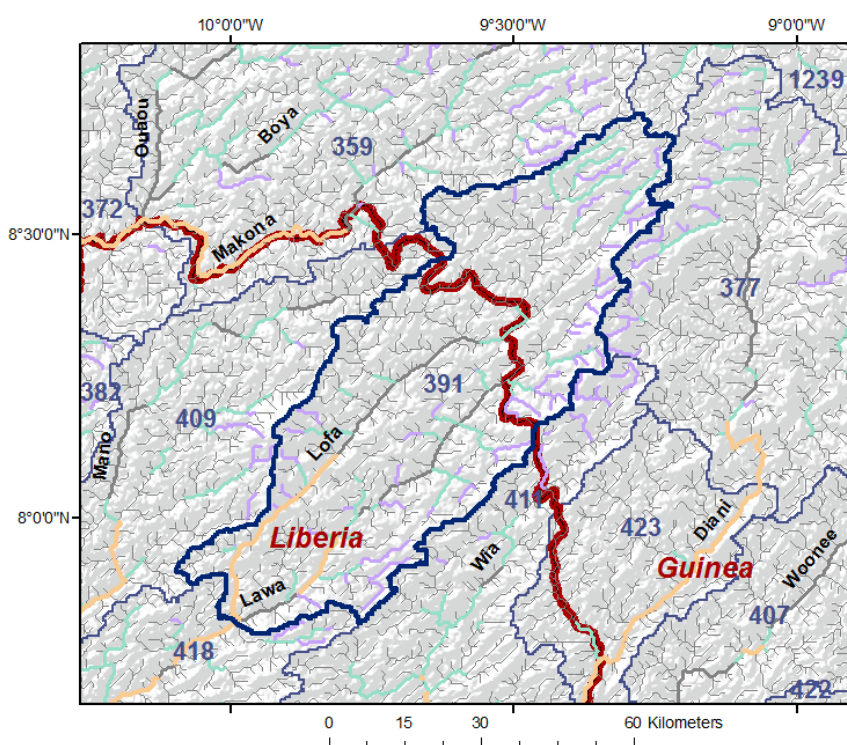 10°0'0"W 9°30'0"W 9°0'0"W
1239
Ouaou
Boya
359
372
Makona
8°30'0"N
377
391
382
409
Lofa
Mano
411
8°0'0"N
423
Diani
Liberia
Wia
Guinea
Woonee
Lawa
407
418
422
0 15 30 60 Kilometers